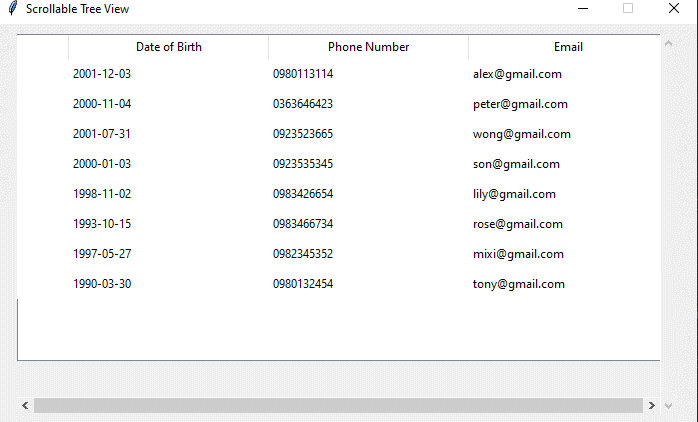 Scrollable Tree View
Date of Birth Phone Number Email
2001-12-03 0980113114 alex@gmail.com
2000-11-04 0363646423 peter@gmail.com
2001-07-31 0923523665 wong@gmail.com
2000-01-03 0923535345 son@gmail.com
1998-11-02 0983426654 lily@gmail.com
1993-10-15 0983466734 rose@gmail.com
1997-05-27 0982345352 mixi@gmail.com
1990-03-30 0980132454 tony@gmail.com